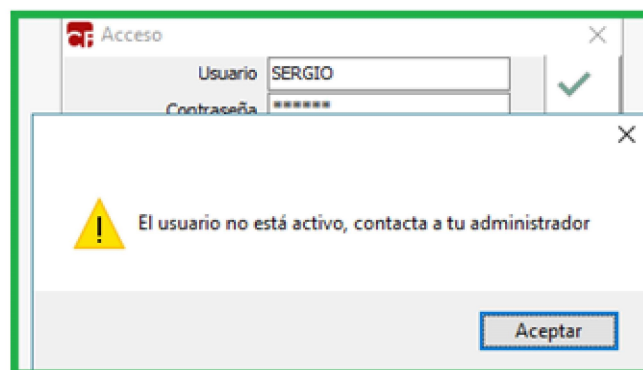 CF Acceso
Usuario SERGIO
Contraseña ******
El usuario no está activo, contacta a tu administrador
Aceptar